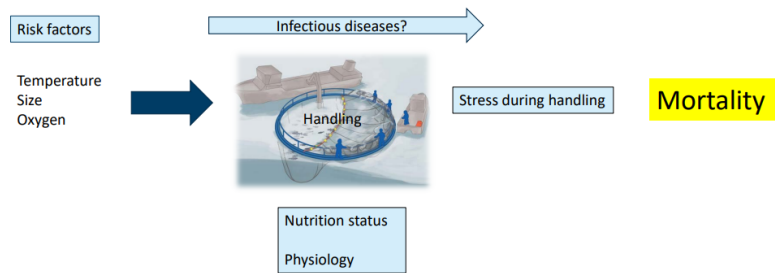 Risk factors
Infectious diseases?
Temperature
Size
Oxygen
Handling
Stress during handling
Mortality
Nutrition status
Physiology